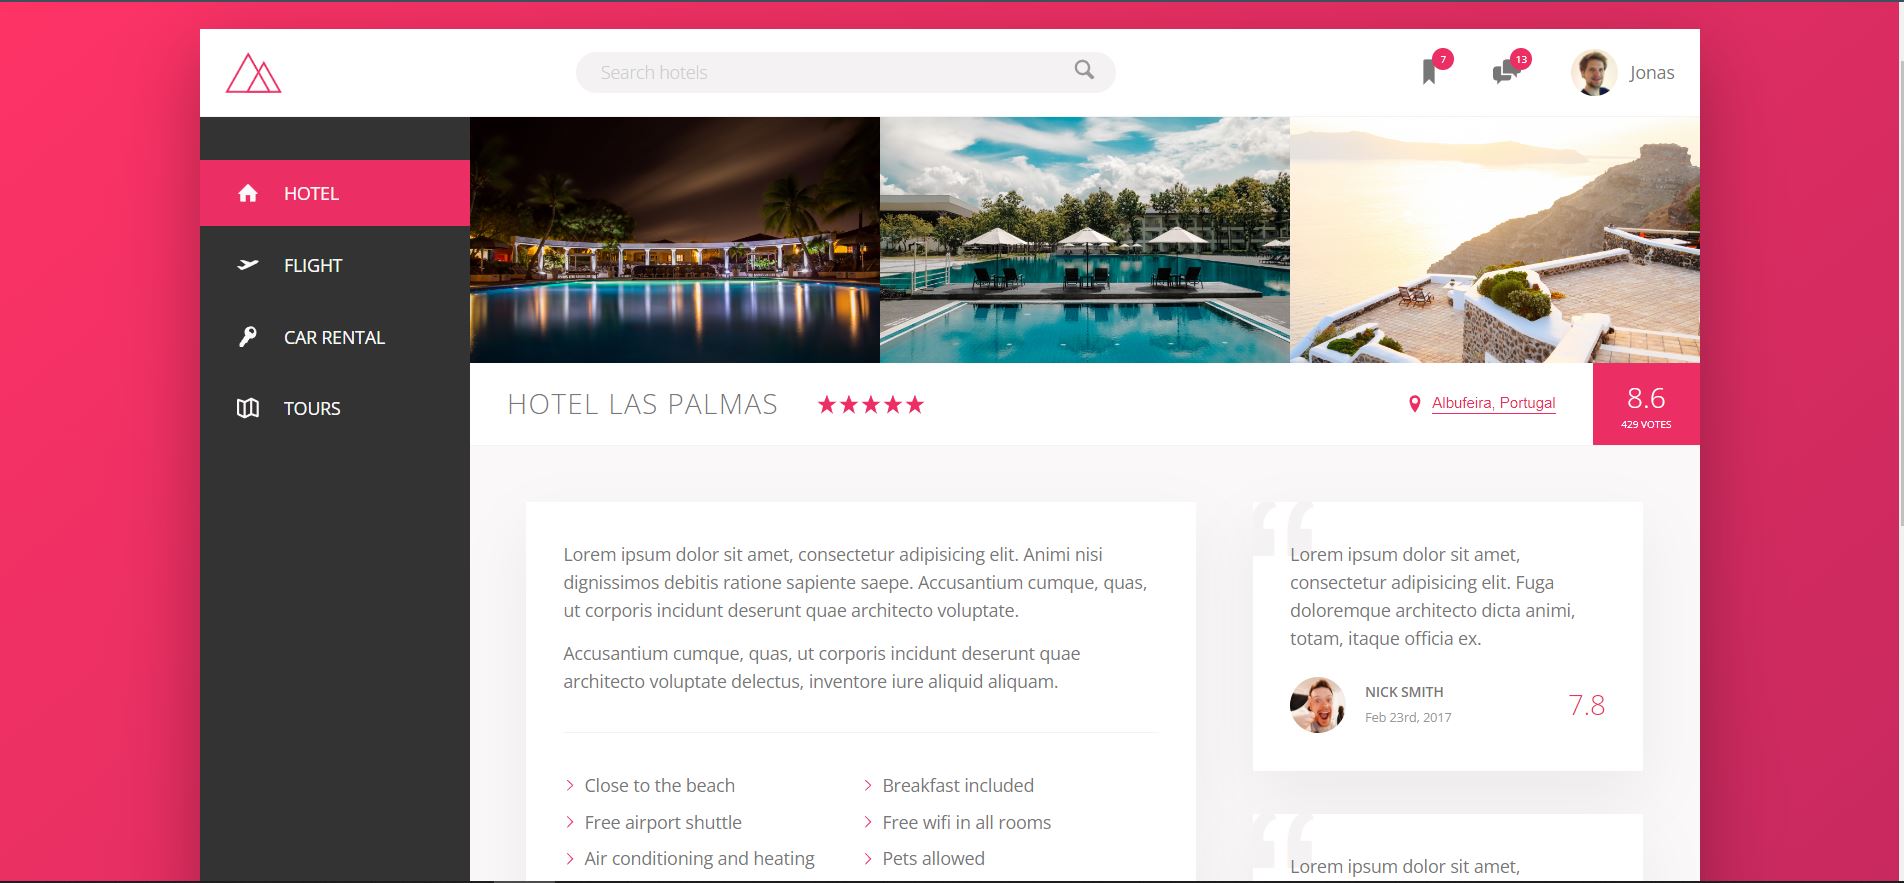 Search hotels
7
13
Jonas
HOTEL
FLIGHT
CAR RENTAL
TOURS
HOTEL LAS PALMAS
Albufeira, Portugal
8.6
429 VOTES
Lorem ipsum dolor sit amet, consectetur adipisicing elit. Animi nisi
dignissimos debitis ratione sapiente saepe. Accusantium cumque, quas,
ut corporis incidunt deserunt quae architecto voluptate.
Accusantium cumque, quas, ut corporis incidunt deserunt quae
architecto voluptate delectus, inventore iure aliquid aliquam.
Close to the beach
Breakfast included
Free airport shuttle
Free wifi in all rooms
Air conditioning and heating
Pets allowed
“
Lorem ipsum dolor sit amet,
consectetur adipisicing elit. Fuga
doloremque architecto dicta animi,
totam, itaque officia ex.
NICK SMITH
Feb 23rd, 2017
7.8
“
Lorem ipsum dolor sit amet,